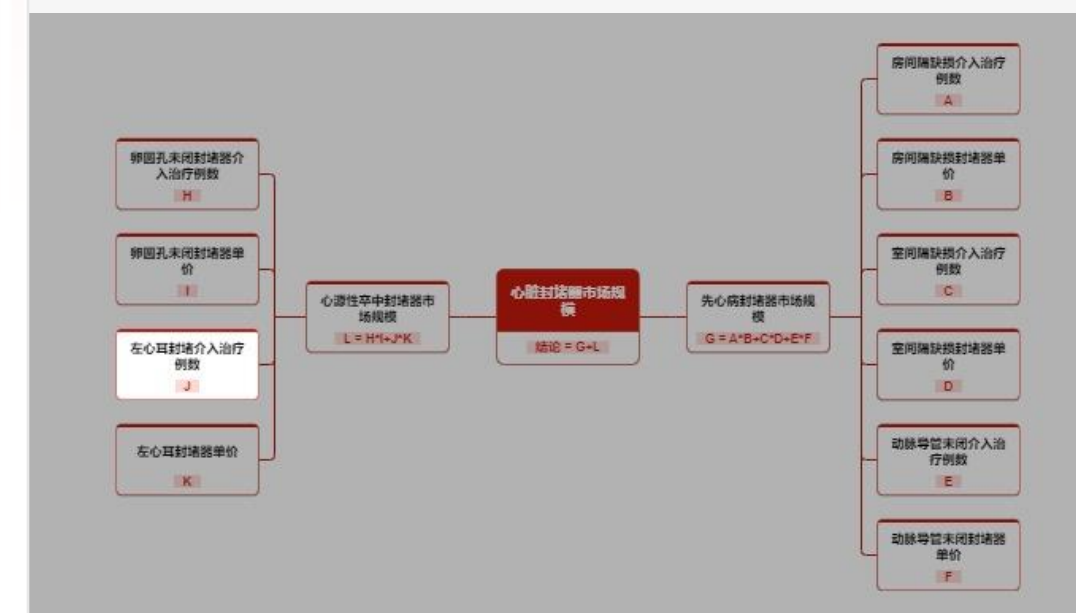 卵圆孔未闭封堵器介
入治疗例数
H
卵圆孔未闭封堵器单
价
I
左心耳封堵介入治疗
例数
J
左心耳封堵器单价
K
心源性卒中封堵器市
场规模
L = H*I+J*K
心脏封堵器市场规
模
结论 = G+L
先心病封堵器市场规
模
G = A*B+C*D+E*F
房间隔缺损介入治疗
例数
A
房间隔缺损封堵器单
价
B
室间隔缺损介入治疗
例数
C
室间隔缺损封堵器单
价
D
动脉导管未闭介入治
疗例数
E
动脉导管未闭封堵器
单价
F